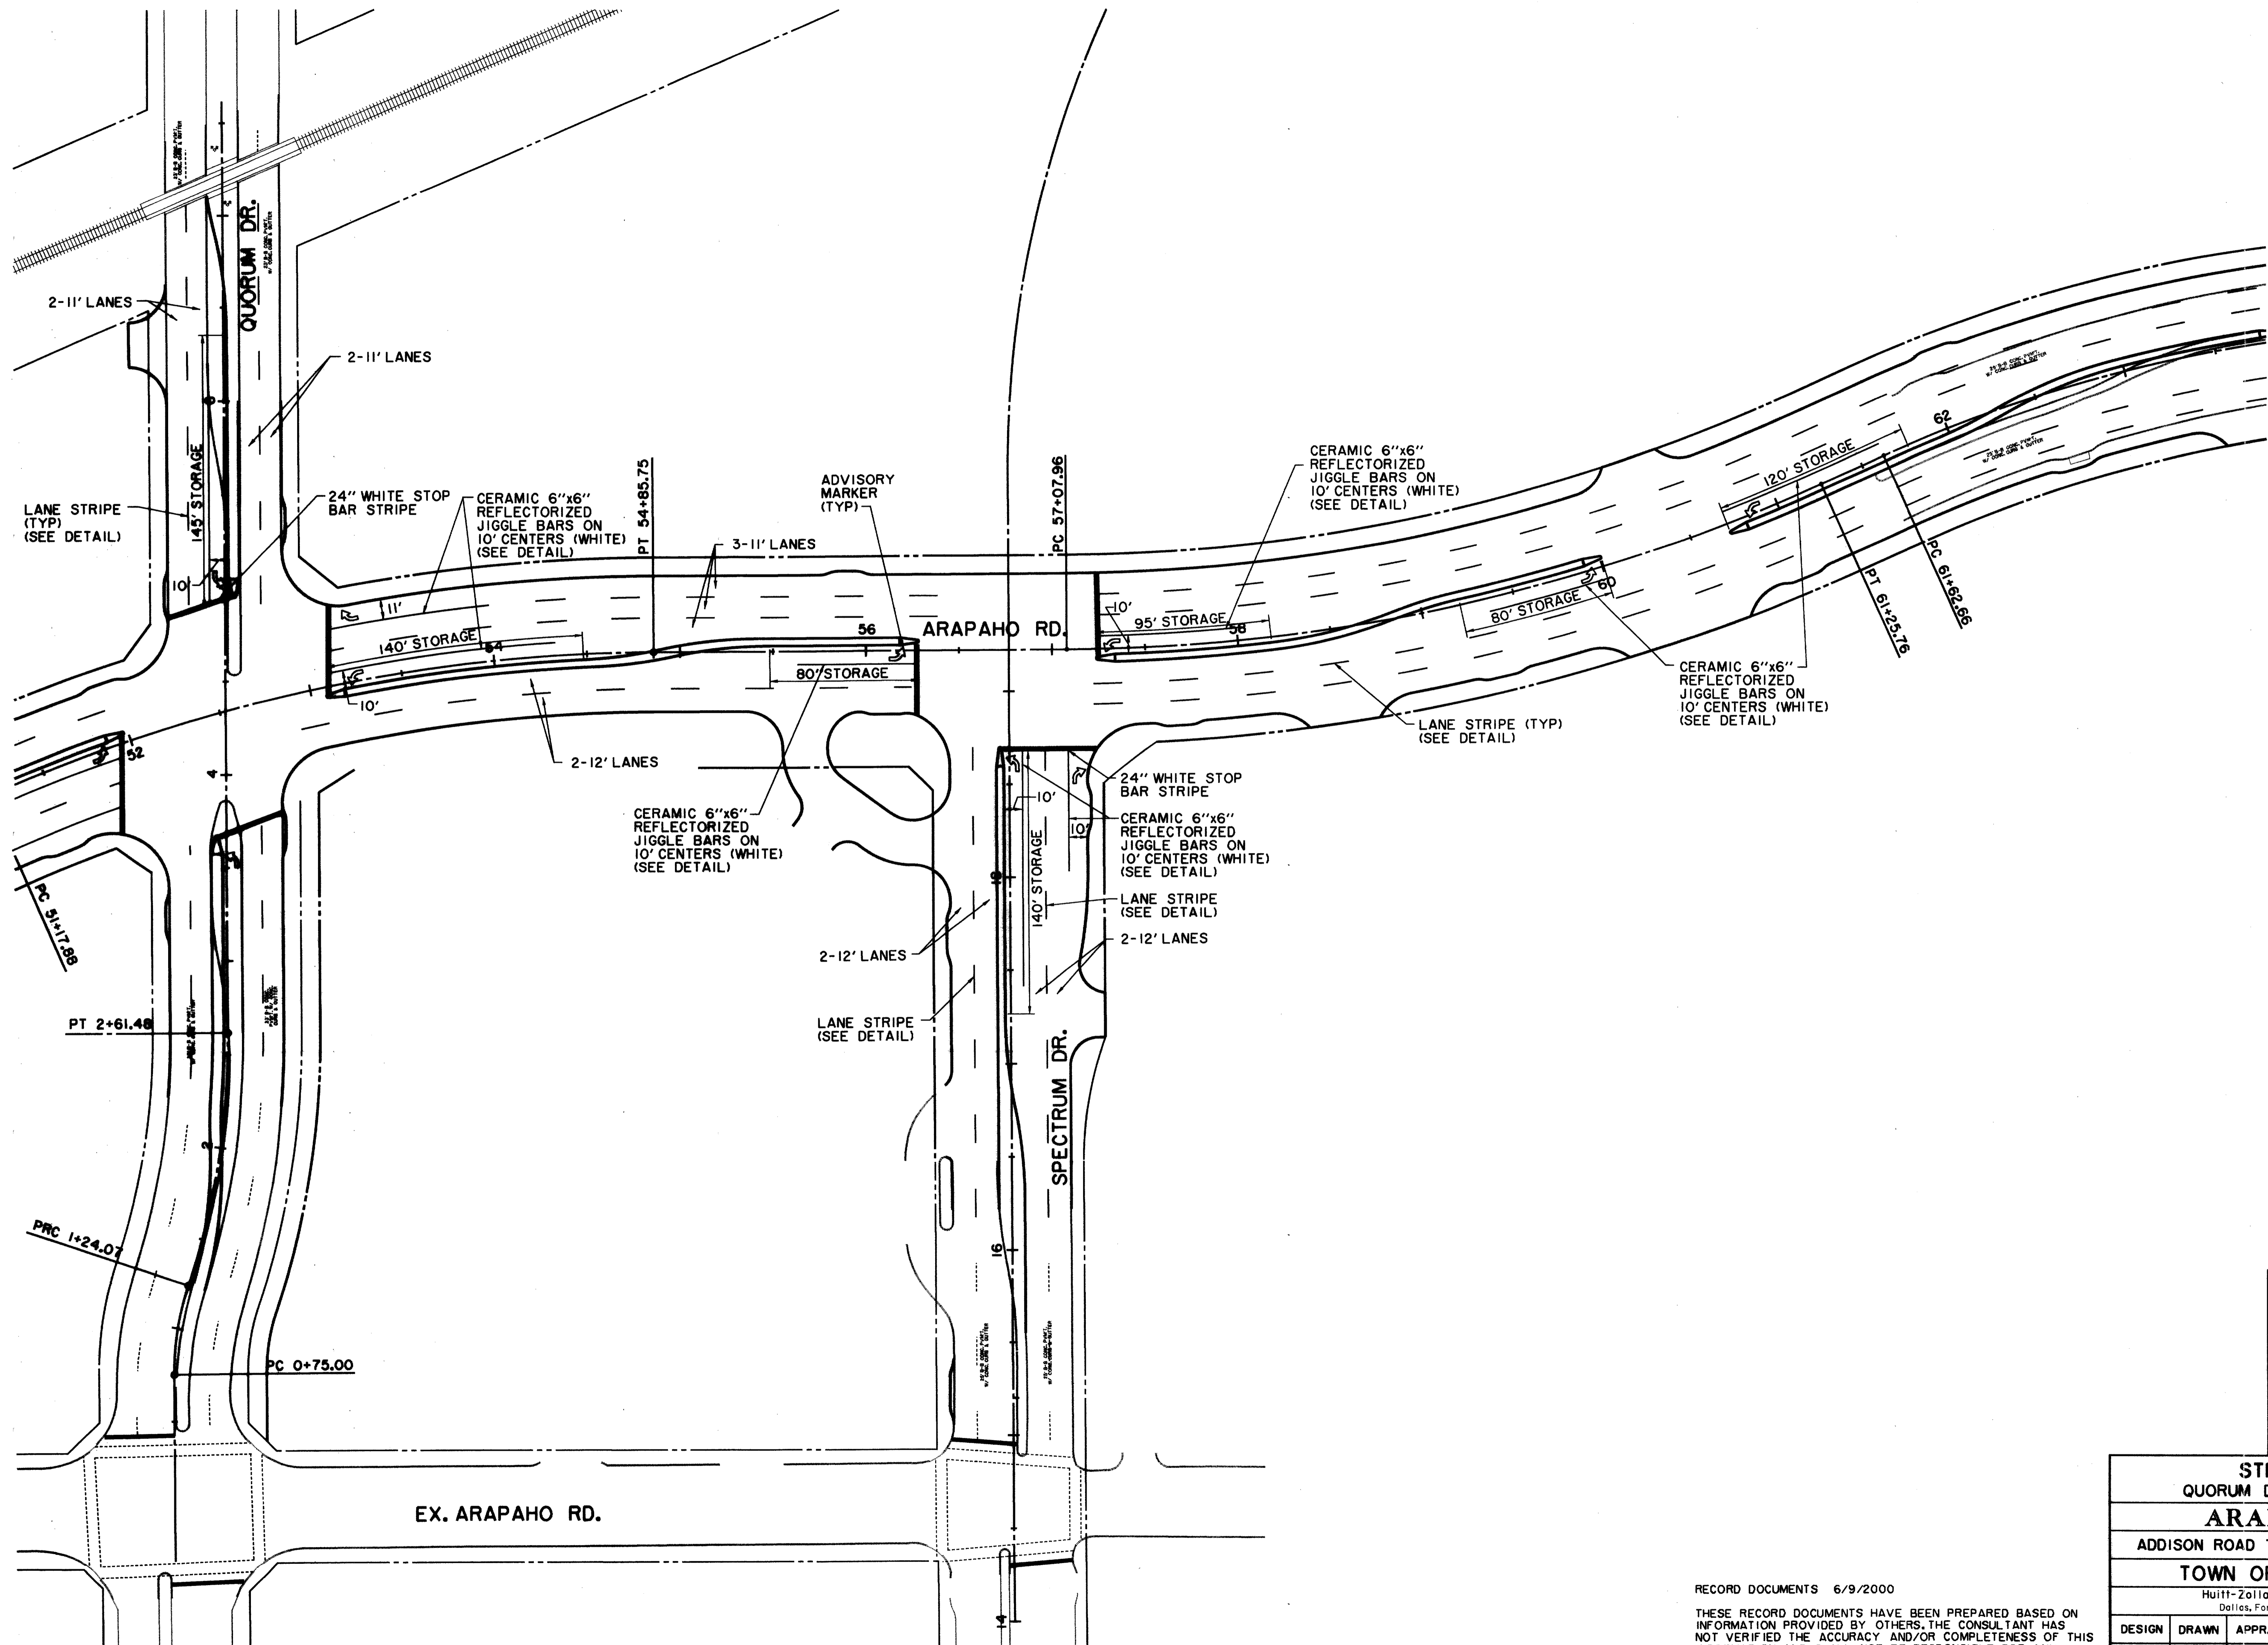 QUORUM DR.
2-11' LANES
2-11' LANES
145' STORAGE
LANE STRIPE
(TYP)
(SEE DETAIL)
10'
24" WHITE STOP
BAR STRIPE
CERAMIC 6"x6"
REFLECTORIZED
JIGGLE BARS ON
10' CENTERS (WHITE)
(SEE DETAIL)
11'
140' STORAGE
54
10'
PT 54+85.75
3-11' LANES
ADVISORY
MARKER
(TYP)
56
80' STORAGE
ARAPAHO RD.
PC 57+07.96
10'
95' STORAGE
58
CERAMIC 6"x6"
REFLECTORIZED
JIGGLE BARS ON
10' CENTERS (WHITE)
(SEE DETAIL)
80' STORAGE
60
120' STORAGE
62
PT 61+25.76
PC 61+62.66
CERAMIC 6"x6"
REFLECTORIZED
JIGGLE BARS ON
10' CENTERS (WHITE)
(SEE DETAIL)
LANE STRIPE (TYP)
(SEE DETAIL)
2-12' LANES
52
4
PC 51+17.88
CERAMIC 6"x6"
REFLECTORIZED
JIGGLE BARS ON
10' CENTERS (WHITE)
(SEE DETAIL)
24" WHITE STOP
BAR STRIPE
10'
10'
CERAMIC 6"x6"
REFLECTORIZED
JIGGLE BARS ON
10' CENTERS (WHITE)
(SEE DETAIL)
140' STORAGE
18
LANE STRIPE
(SEE DETAIL)
2-12' LANES
2-12' LANES
LANE STRIPE
(SEE DETAIL)
SPECTRUM DR.
PT 2+61.48
2
PRC 1+24.07
16
PC 0+75.00
EX. ARAPAHO RD.
14
RECORD DOCUMENTS 6/9/2000
THESE RECORD DOCUMENTS HAVE BEEN PREPARED BASED ON
INFORMATION PROVIDED BY OTHERS. THE CONSULTANT HAS
NOT VERIFIED THE ACCURACY AND/OR COMPLETENESS OF THIS
QUORUM
ADDISON ROAD
TOWN
DESIGN DRAWN